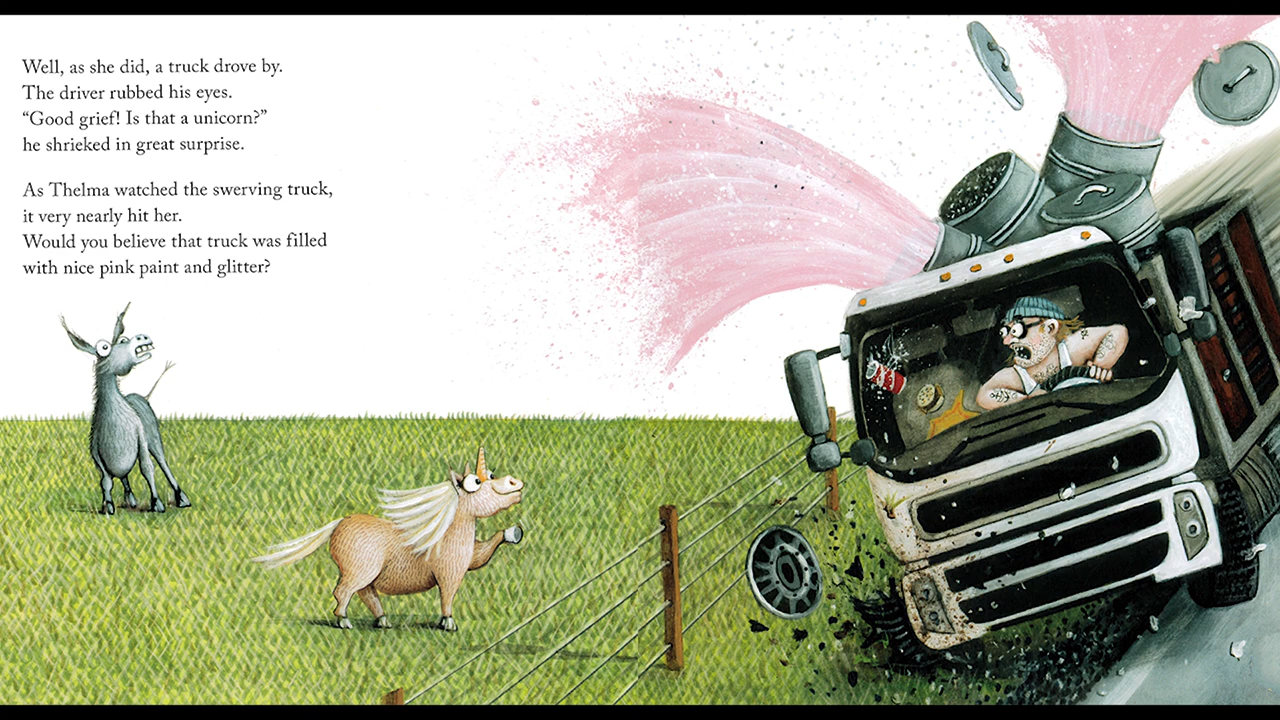 Well, as she did, a truck drove by.
The driver rubbed his eyes.
“Good grief! Is that a unicorn?”
he shrieked in great surprise.
As Thelma watched the swerving truck,
it very nearly hit her.
Would you believe that truck was filled
with nice pink paint and glitter?